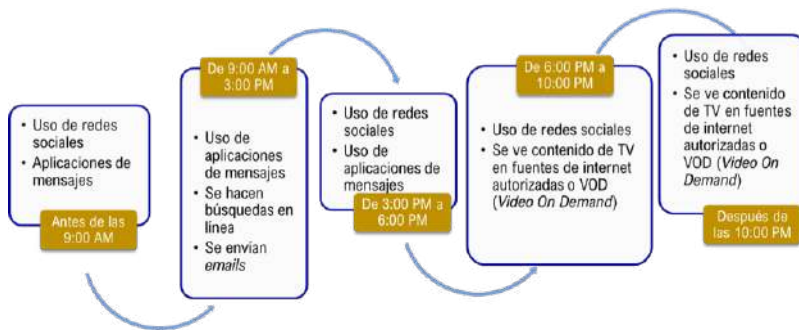 • Uso de redes
sociales
• Aplicaciones de
mensajes
Antes de las
9:00 AM
De 9:00 AM a
3:00 PM
• Uso de
aplicaciones de
mensajes
• Se hacen
búsquedas en
línea
• Se envian
emails
• Uso de redes
sociales
• Uso de
aplicaciones de
mensajes
De 3:00 PM a
6:00 PM
De 6:00 PM a
10:00 PM
• Uso de redes sociales
• Se ve contenido de TV
en fuentes de internet
autorizadas o VOD
(Video On Demand)
• Uso de redes
sociales
• Se ve contenido
de TV en fuentes
de internet
autorizadas o
VOD (Video On
Demand)
Después de
las 10:00 PM